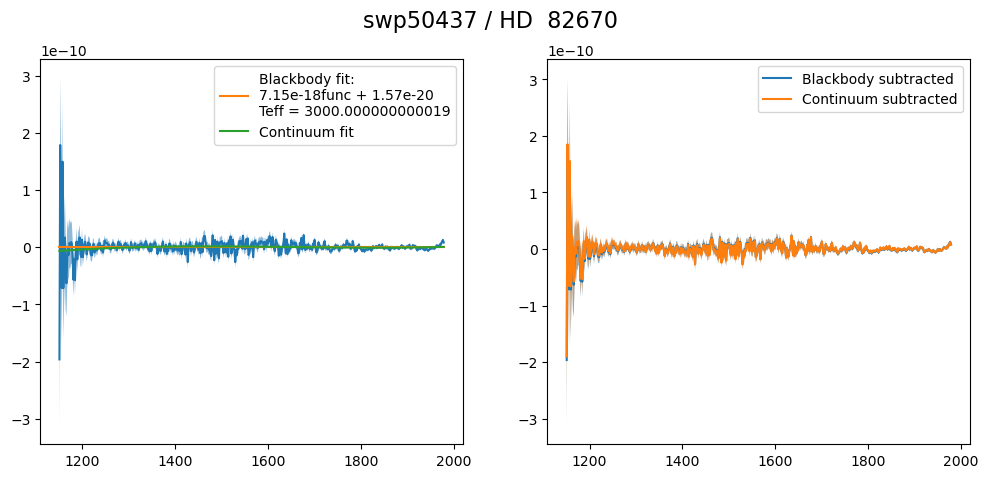 swp50437 / HD  82670
1e−10
3
2
1
0
−1
−2
−3
1200
1400
1600
1800
2000
Blackbody fit:
7.15e-18func + 1.57e-20
Teff = 3000.000000000019
Continuum fit
1e−10
3
2
1
0
−1
−2
−3
1200
1400
1600
1800
2000
Blackbody subtracted
Continuum subtracted